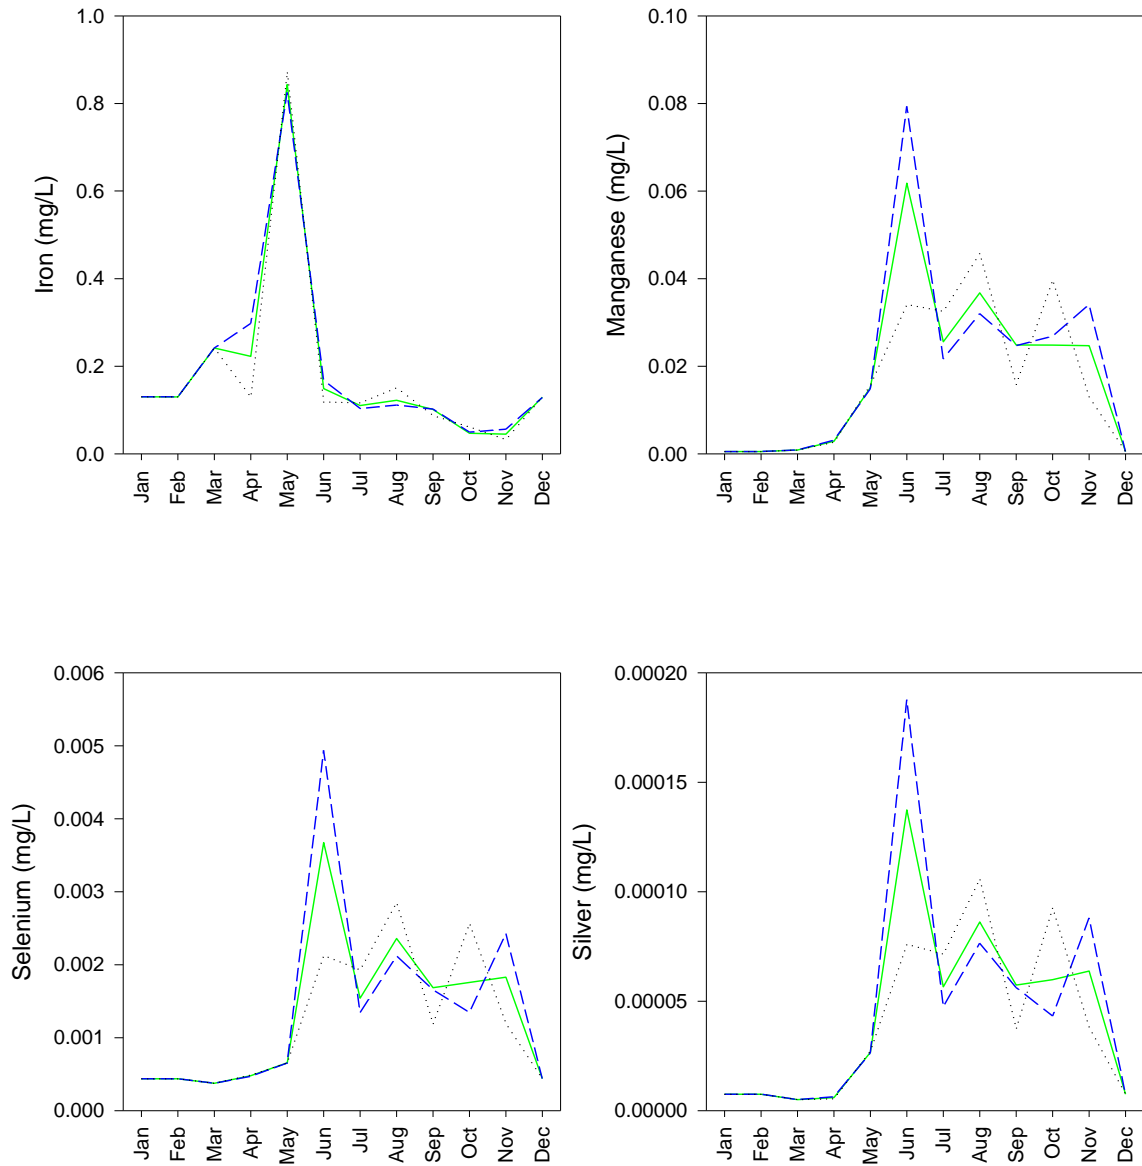 Iron (mg/L)
1.0
0.8
0.6
0.4
0.2
0.0
Jan
Feb
Mar
Apr
May
Jun
Jul
Aug
Sep
Oct
Nov
Dec
Manganese (mg/L)
0.10
0.08
0.06
0.04
0.02
0.00
Jan
Feb
Mar
Apr
May
Jun
Jul
Aug
Sep
Oct
Nov
Dec
Selenium (mg/L)
0.006
0.005
0.004
0.003
0.002
0.001
0.000
Jan
Feb
Mar
Apr
May
Jun
Jul
Aug
Sep
Oct
Nov
Dec
Silver (mg/L)
0.00020
0.00015
0.00010
0.00005
0.00000
Jan
Feb
Mar
Apr
May
Jun
Jul
Aug
Sep
Oct
Nov
Dec